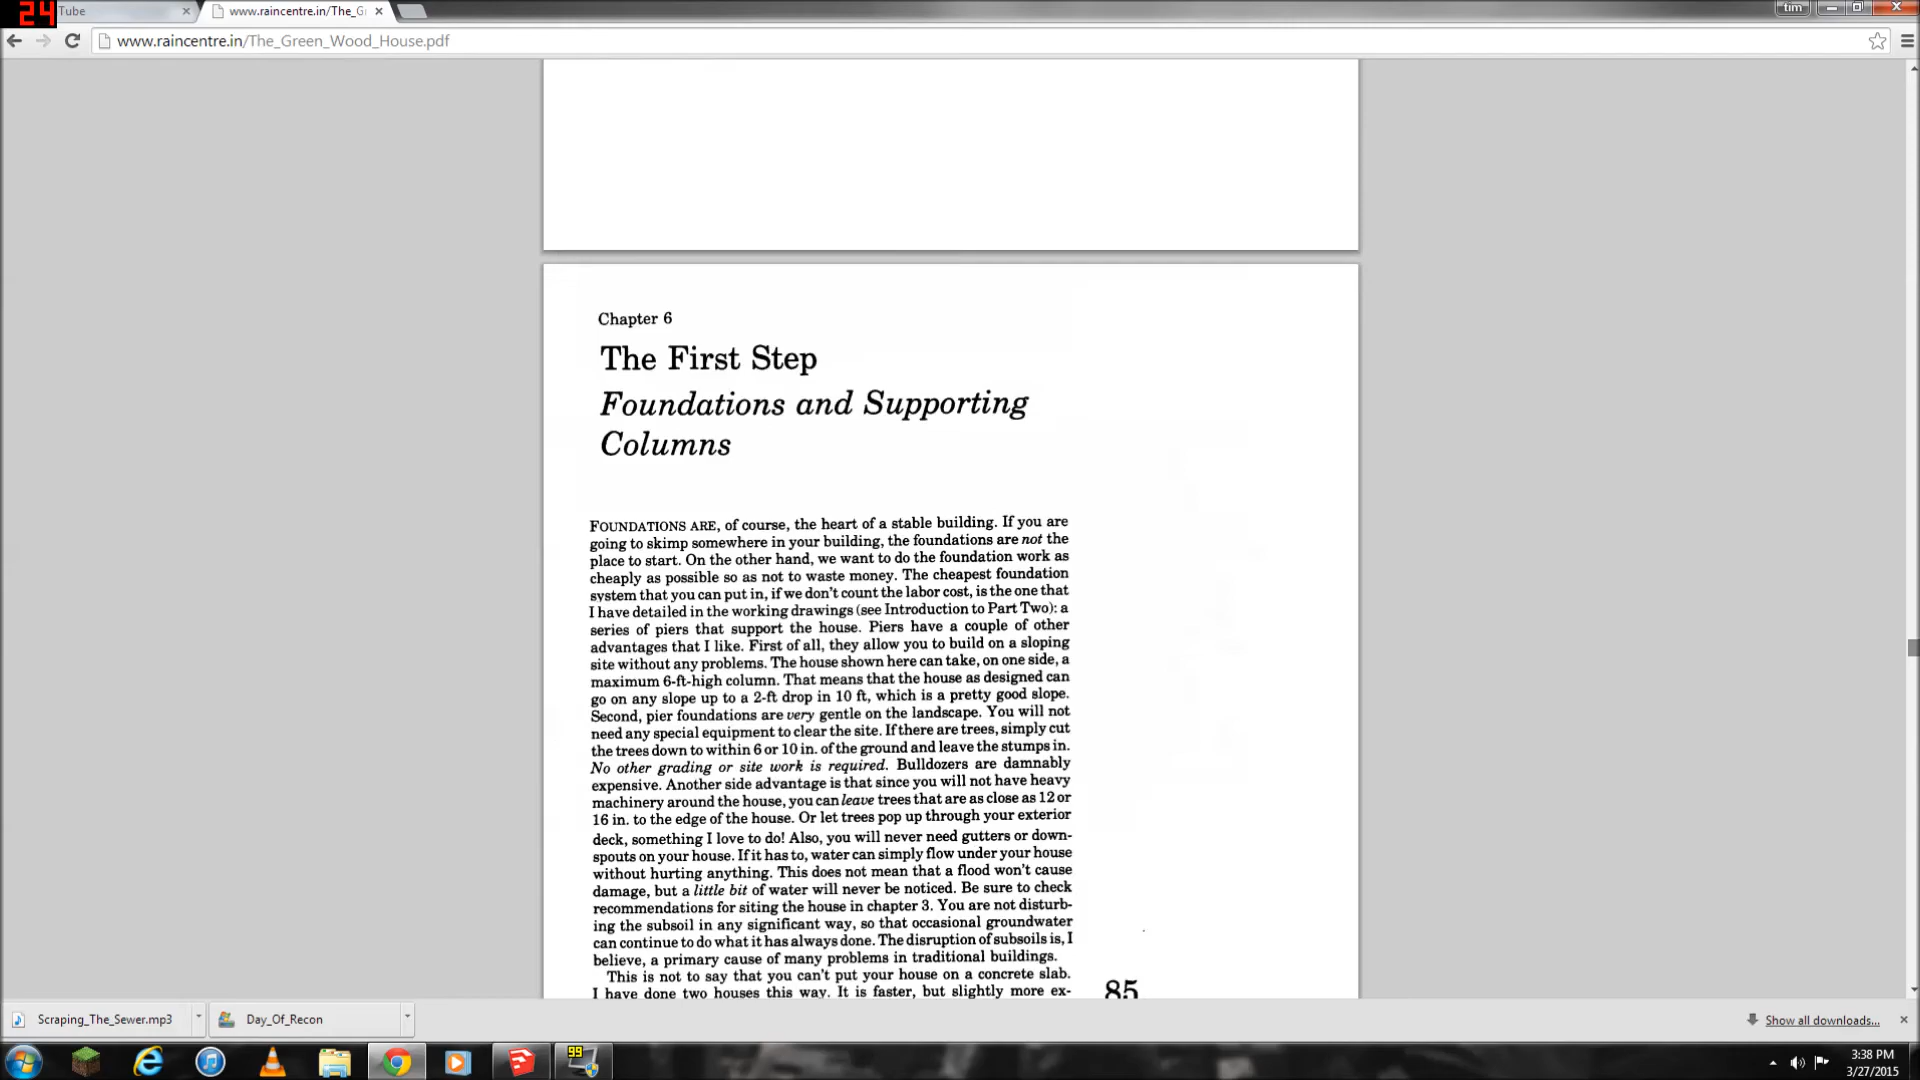 24
Tube
www.raincentre.in/The_G
tim
www.raincentre.in/The_Green_Wood_House.pdf
Chapter 6
The First Step
Foundations and Supporting
Columns
FOUNDATIONS ARE, of course, the heart of a stable building. If you are
going to skimp somewhere in your building, the foundations are not the
place to start. On the other hand, we want to do the foundation work as
cheaply as possible so as not to waste money. The cheapest foundation
system that you can put in, if we don't count the labor cost, is the one that
I have detailed in the working drawings (see Introduction to Part Two): a
series of piers that support the house. Piers have a couple of other
advantages that I like. First of all, they allow you to build on a sloping
site without any problems. The house shown here can take, on one side, a
maximum 6-ft-high column. That means that the house as designed can
go on any slope up to a 2-ft drop in 10 ft, which is a pretty good slope.
Second, pier foundations are very gentle on the landscape. You will not
need any special equipment to clear the site. If there are trees, simply cut
the trees down to within 6 or 10 in. of the ground and leave the stumps in.
No other grading or site work is required. Bulldozers are damnably
expensive. Another side advantage is that since you will not have heavy
machinery around the house, you can leave trees that are as close as 12 or
16 in. to the edge of the house. Or let trees pop up through your exterior
deck, something I love to do! Also, you will never need gutters or down-
spouts on your house. If it has to, water can simply flow under your house
without hurting anything. This does not mean that a flood won't cause
damage, but a little bit of water will never be noticed. Be sure to check
recommendations for siting the house in chapter 3. You are not disturb-
ing the subsoil in any significant way, so that occasional groundwater
can continue to do what it has always done. The disruption of subsoils is, I
believe, a primary cause of many problems in traditional buildings.
This is not to say that you can't put your house on a concrete slab.
I have done two houses this way. It is faster, but slightly more ex-
85
Scraping_The_Sewer.mp3
Day_Of_Recon
Show all downloads...
99
3:38 PM
3/27/2015